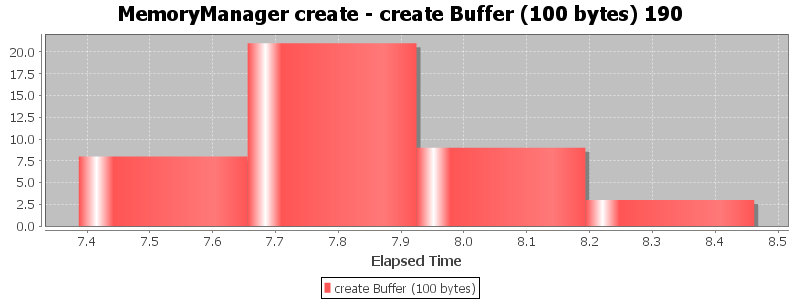 MemoryManager create - create Buffer (100 bytes) 190
20.0
17.5
15.0
12.5
10.0
7.5
5.0
2.5
0.0
7.4 7.5 7.6 7.7 7.8 7.9 8.0 8.1 8.2 8.3 8.4 8.5
Elapsed Time
create Buffer (100 bytes)